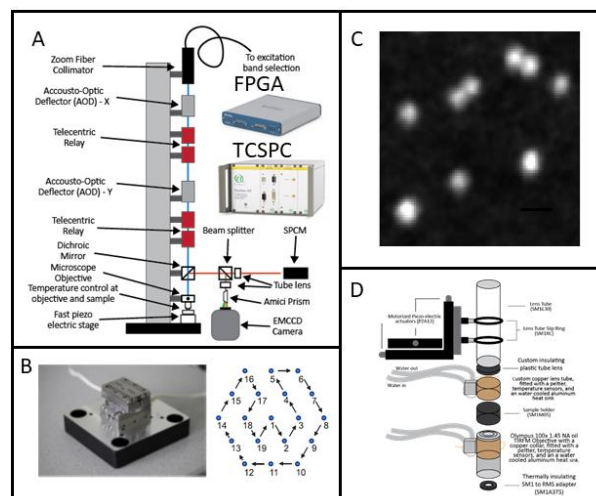 A
Zoom Fiber
Collimator
To excitation
band selection
FPGA
Accousto-Optic
Deflector (AOD) - X
Telecentric
Relay
TCSPC
Accousto-Optic
Deflector (AOD) - Y
Telecentric
Relay
Beam splitter
SPCM
Dichroic
Mirror
Microscope
Objective
Tube lens
Temperature control at
objective and sample
Amici Prism
Fast piezo
electric stage
EMCCD
Camera
B
16 5 6
15 17 4 7
14 18 1 2 3 8
13 19 9
12 11 10
C
D
Lens Tube
(SM1L30)
Motorized Piezo-electric
Lens Tube Slip-Ring
(SM1RC)
Custom insulating
plastic tube lens
Water out
Water in
Custom copper lens tube,
fitted with a peltier,
temperature sensors, and
an water cooled aluminum
heat sink
Sample holder
(SM1M05)
Olympus 100x 1.45 NA oil
TIRFM Objective with a
copper collar, fitted with a
peltier, temperature
sensors, and an water
cooled aluminum heat sink.
Thermally insulating
SM1 to RMS adapter
(SM1A3TS)